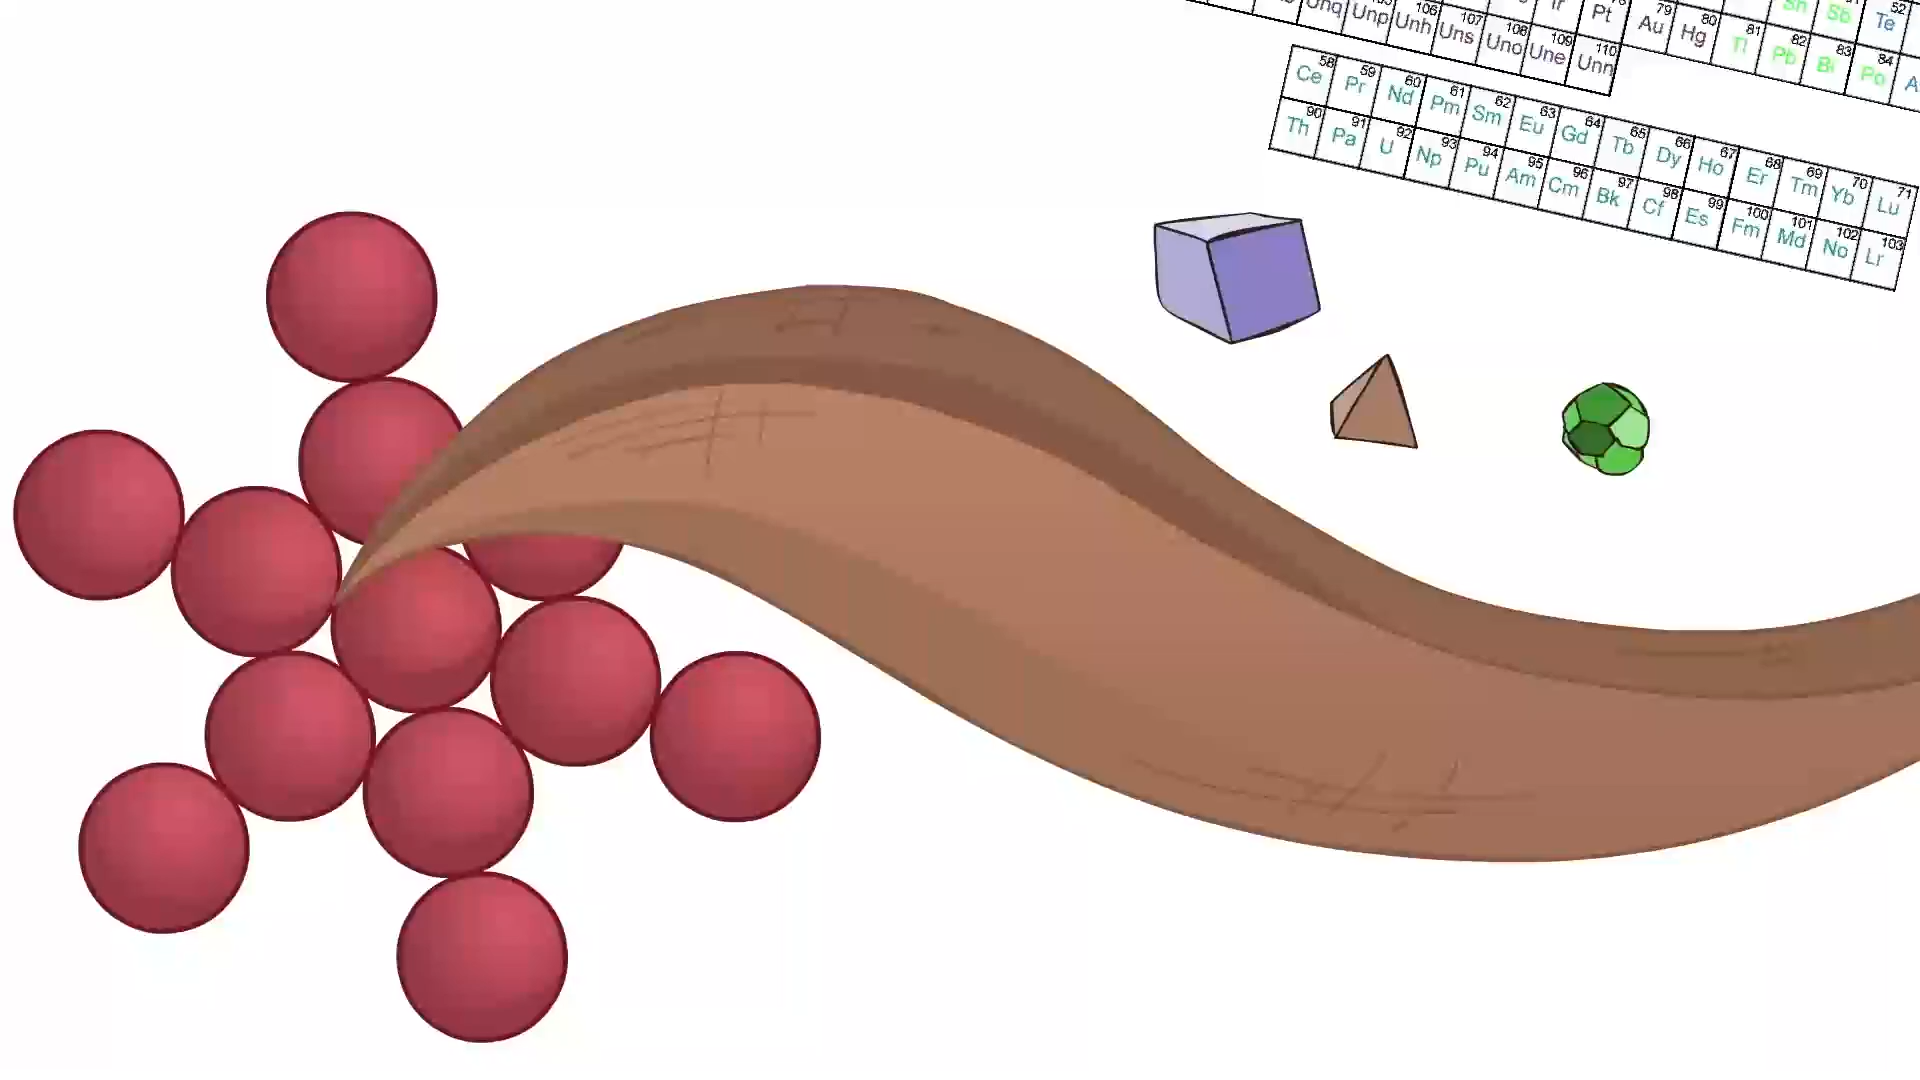 52
Sn Sb Te
106 107 108 109 110 79 80 81 82 83 84
Unq Unp Unh Uns Uno Une Unn Ir Pt Au Hg Tl Pb Bi Po
58 59 60 61 62 63 64 65 66 67 68 69 70 71
Ce Pr Nd Pm Sm Eu Gd Tb Dy Ho Er Tm Yb Lu
90 91 92 93 94 95 96 97 98 99 100 101 102 103
Th Pa U Np Pu Am Cm Bk Cf Es Fm Md No Lr